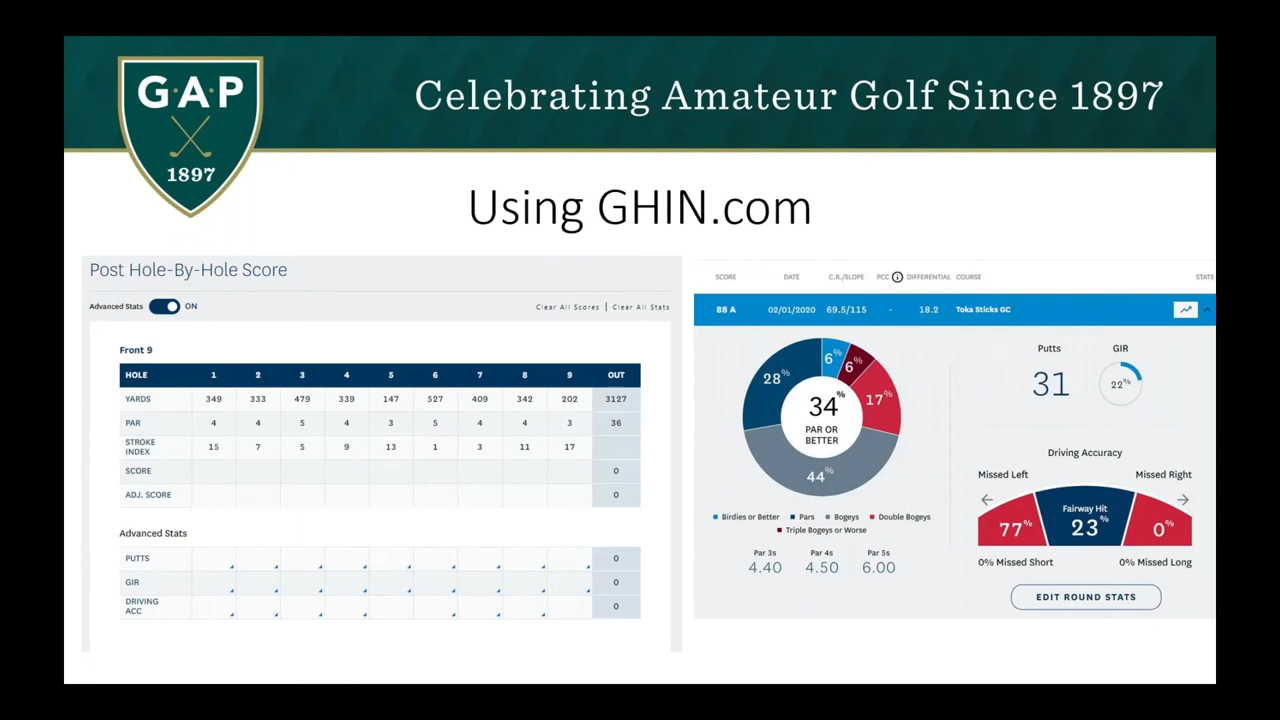 G·A·P
1897
Celebrating Amateur Golf Since 1897
Using GHIN.com
Post Hole-By-Hole Score
Advanced Stats ON Clear All Scores | Clear All Stats
Front 9
HOLE 1 2 3 4 5 6 7 8 9 OUT
YARDS 349 333 479 339 147 527 409 342 202 3127
PAR 4 4 5 4 3 5 4 4 3 36
STROKE INDEX 15 7 5 9 13 1 3 11 17
SCORE 0
ADJ. SCORE 0
Advanced Stats
PUTTS 0
GIR 0
DRIVING ACC 0
SCORE DATE C.R./SLOPE PCC i DIFFERENTIAL COURSE STATS
88 A 02/01/2020 69.5/115 - 18.2 Toka Sticks GC
6%
6%
28%
17%
34%
PAR OR
BETTER
44%
Birdies or Better Pars Bogeys Double Bogeys
Triple Bogeys or Worse
Par 3s Par 4s Par 5s
4.40 4.50 6.00
Putts GIR
31 22%
Driving Accuracy
Missed Left Missed Right
Fairway Hit
77% 23% 0%
0% Missed Short 0% Missed Long
EDIT ROUND STATS